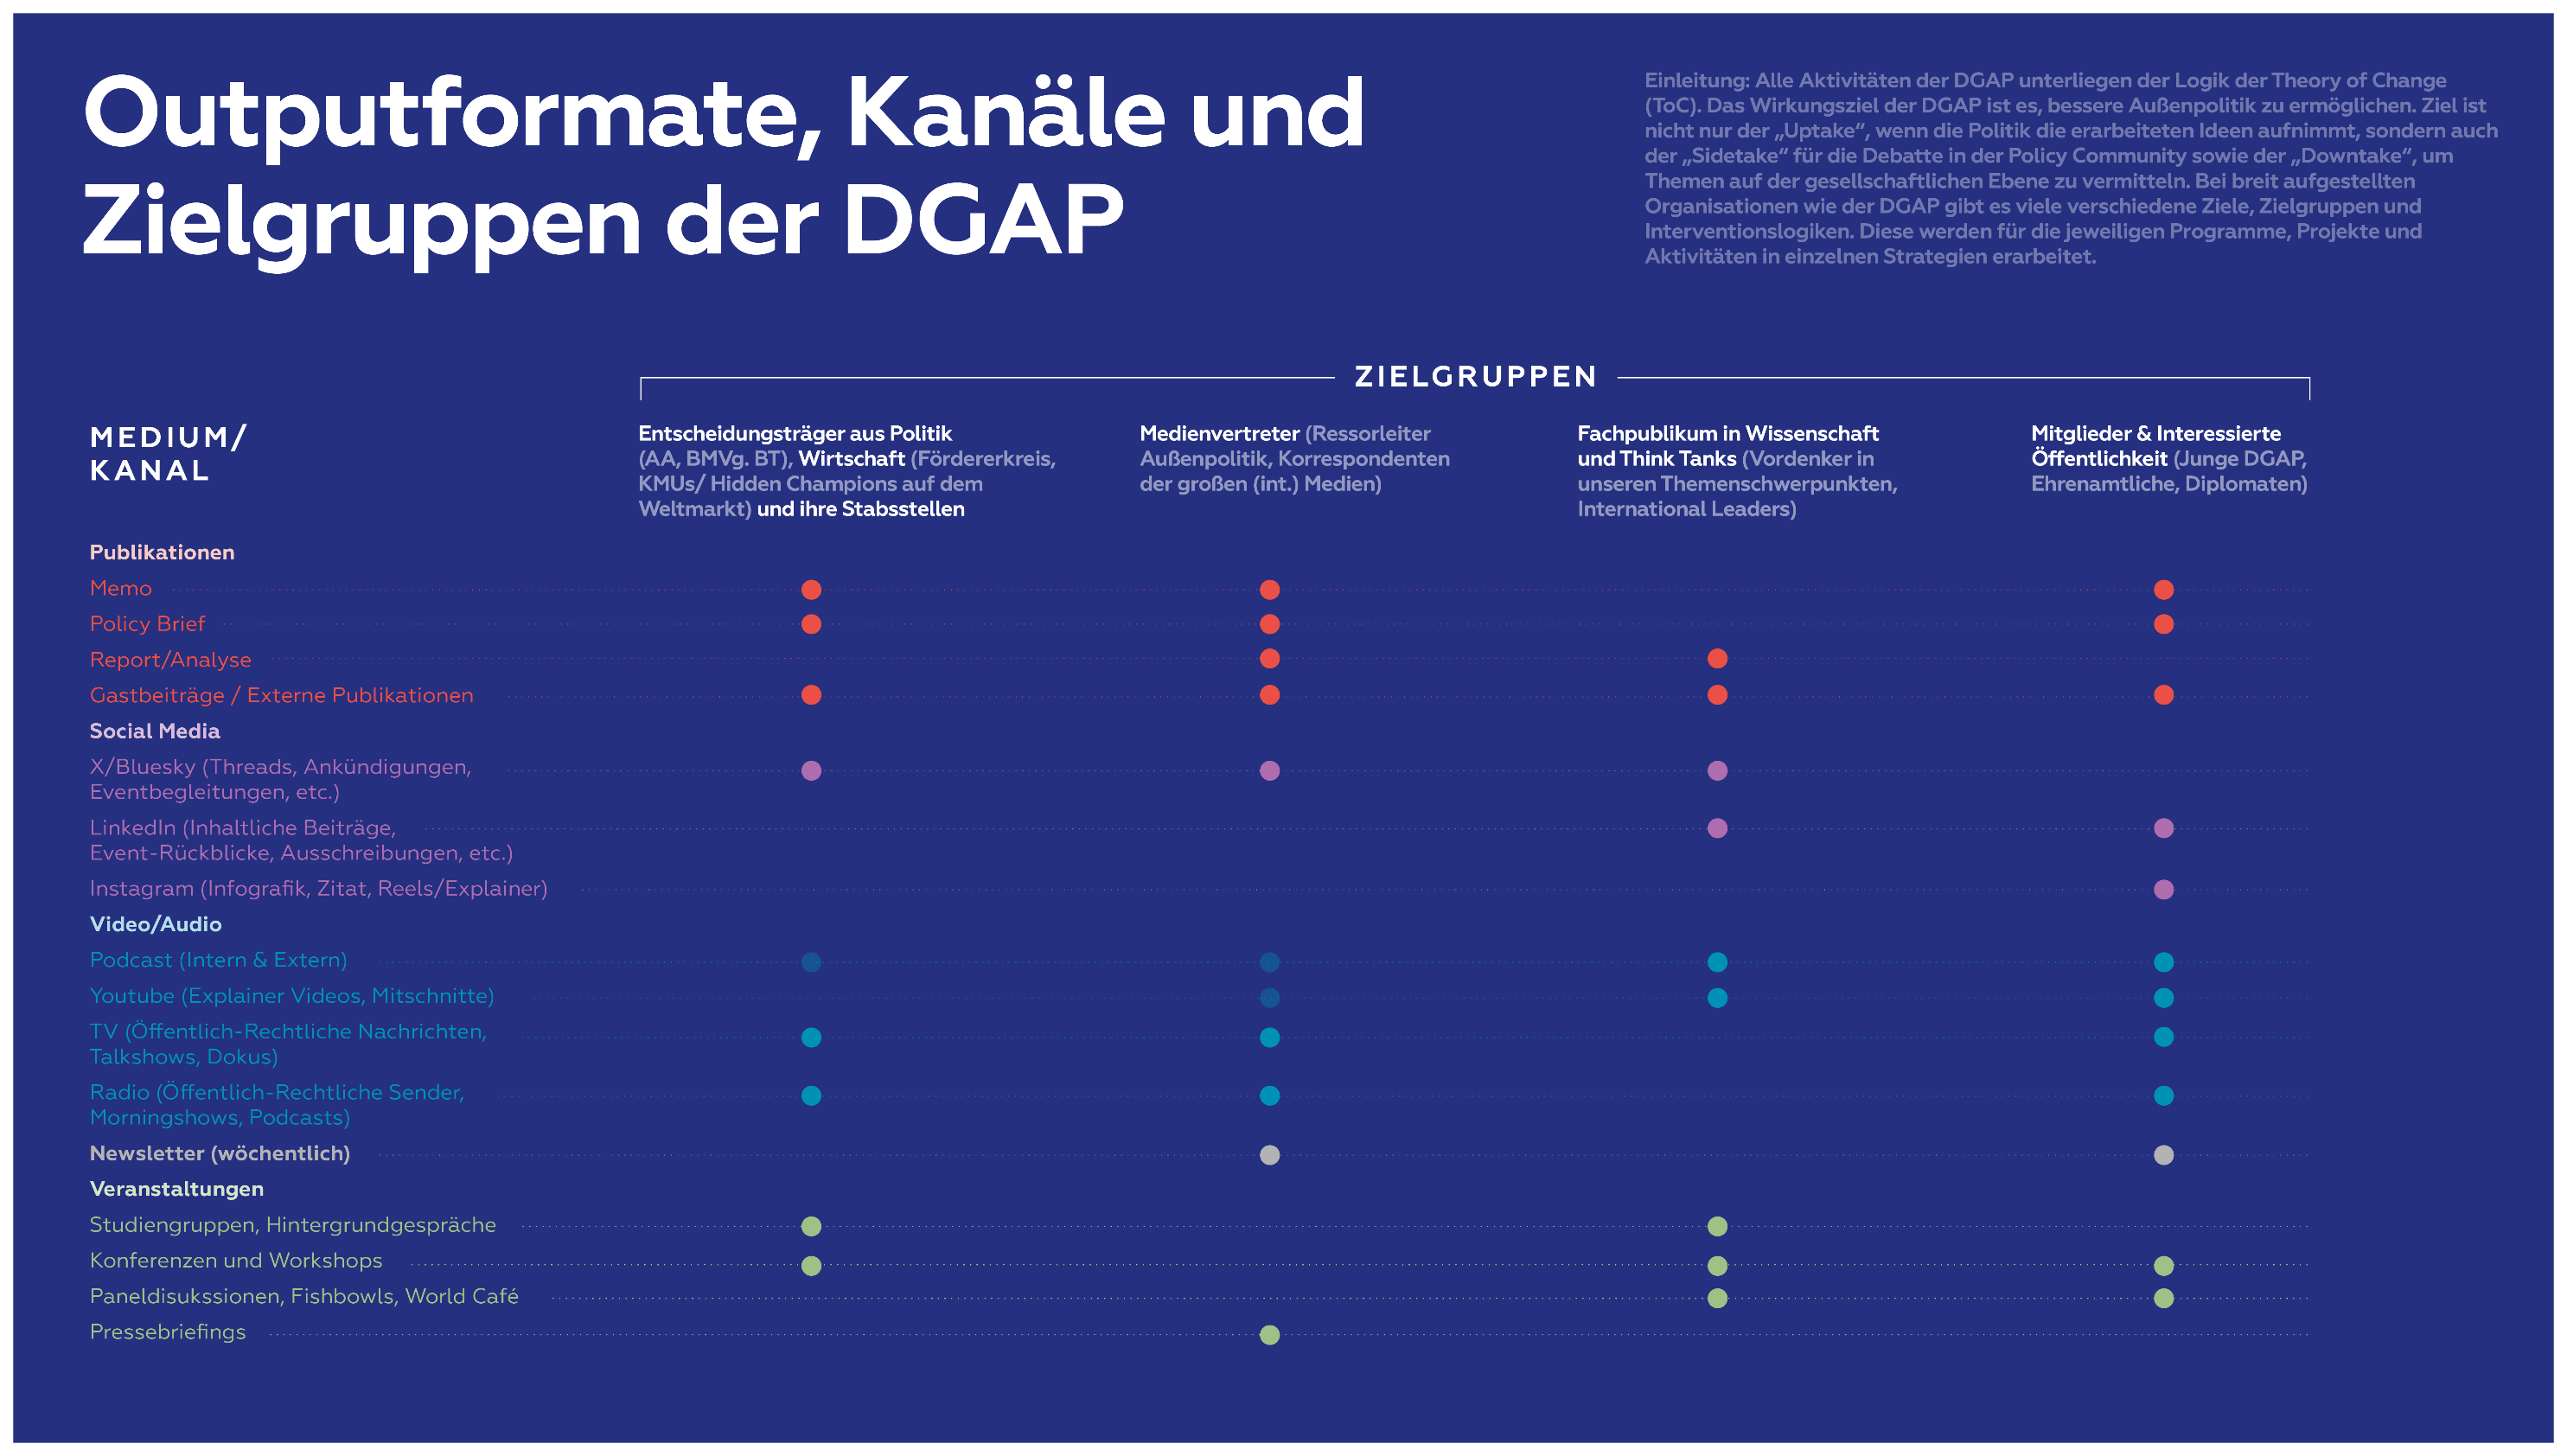 Outputformate, Kanäle und
Zielgruppen der DGAP
Einleitung: Alle Aktivitäten der DGAP unterliegen der Logik der Theory of Change
(ToC). Das Wirkungsziel der DGAP ist es, bessere Außenpolitik zu ermöglichen. Ziel ist
nicht nur der „Uptake“, wenn die Politik die erarbeiteten Ideen aufnimmt, sondern auch
der „Sidetake“ für die Debatte in der Policy Community sowie der „Downtake“, um
Themen auf der gesellschaftlichen Ebene zu vermitteln. Bei breit aufgestellten
Organisationen wie der DGAP gibt es viele verschiedene Ziele, Zielgruppen und
Interventionslogiken. Diese werden für die jeweiligen Programme, Projekte und
Aktivitäten in einzelnen Strategien erarbeitet.
ZIELGRUPPEN
MEDIUM/
KANAL
Entscheidungsträger aus Politik
(AA, BMVg. BT), Wirtschaft (Fördererkreis,
KMUs/ Hidden Champions auf dem
Weltmarkt) und ihre Stabsstellen
Medienvertreter (Ressorleiter
Außenpolitik, Korrespondenten
der großen (int.) Medien)
Fachpublikum in Wissenschaft
und Think Tanks (Vordenker in
unseren Themenschwerpunkten,
International Leaders)
Mitglieder & Interessierte
Öffentlichkeit (Junge DGAP,
Ehrenamtliche, Diplomaten)
Publikationen
Memo
Policy Brief
Report/Analyse
Gastbeiträge / Externe Publikationen
Social Media
X/Bluesky (Threads, Ankündigungen,
Eventbegleitungen, etc.)
LinkedIn (Inhaltliche Beiträge,
Event-Rückblicke, Ausschreibungen, etc.)
Instagram (Infografik, Zitat, Reels/Explainer)
Video/Audio
Podcast (Intern & Extern)
Youtube (Explainer Videos, Mitschnitte)
TV (Öffentlich-Rechtliche Nachrichten,
Talkshows, Dokus)
Radio (Öffentlich-Rechtliche Sender,
Morningshows, Podcasts)
Newsletter (wöchentlich)
Veranstaltungen
Studiengruppen, Hintergrundgespräche
Konferenzen und Workshops
Paneldisukssionen, Fishbowls, World Café
Pressebriefings